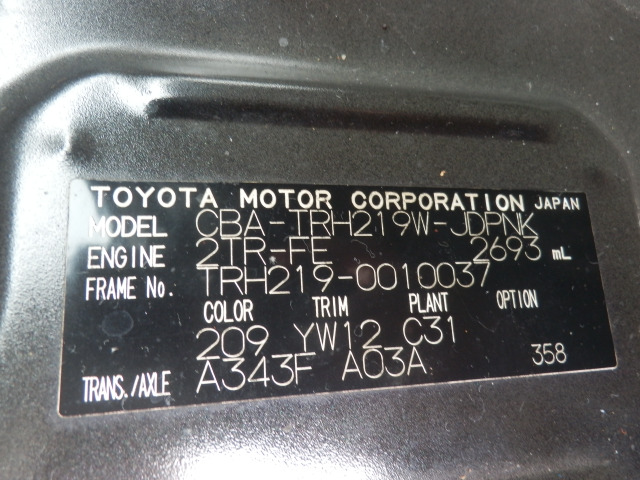 TOYOTA MOTOR CORPORATION JAPAN
MODEL CBA-TRH219W-JDPNK
ENGINE 2TR-FE 2693 mL
FRAME No. TRH219-0010037
COLOR TRIM PLANT OPTION
209 YW12 C31
TRANS./AXLE A343F A03A 358